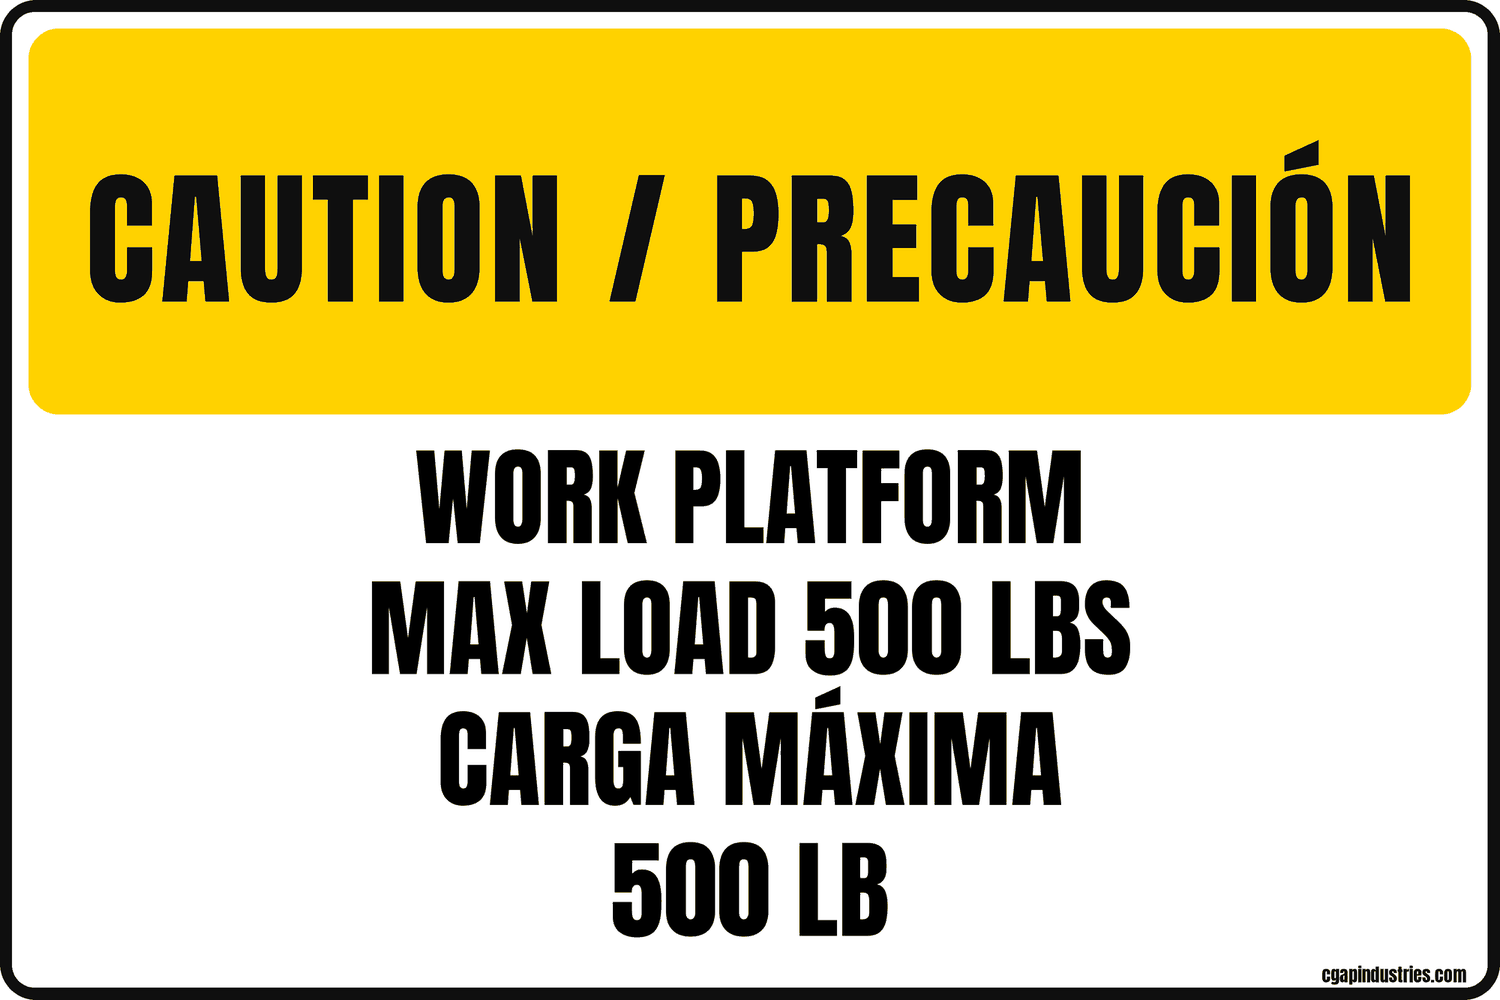 CAUTION / PRECAUCIÓN
WORK PLATFORM
MAX LOAD 500 LBS
CARGA MÁXIMA
500 LB
cgapindustries.com